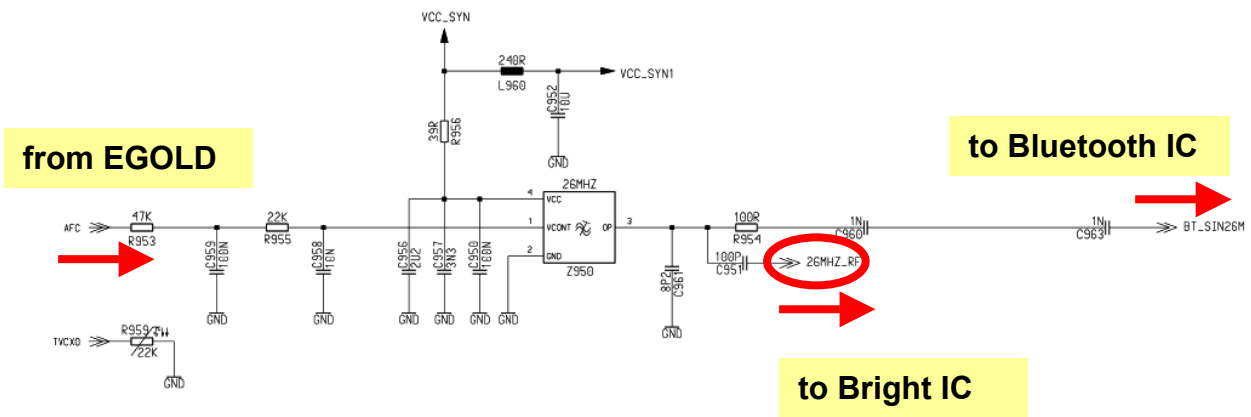 VCC_SYN
240R
L960
VCC_SYN1
C952
10U
39R
R956
GND
from EGOLD
to Bluetooth IC
26MHZ
4 VCC
AFC
47K
R953
22K
R955
1 VCONT
OP 3
100R
R954
1N
C960
1N
C963
BT_SIN26M
C959
100N
C958
10N
C956
2U2
C957
3N3
C950
100N
2 GND
Z950
100P
C951
26MHZ_RF
8P2
C961
GND
GND
GND
GND
GND
GND
GND
TVCXO
R959
22K
GND
to Bright IC